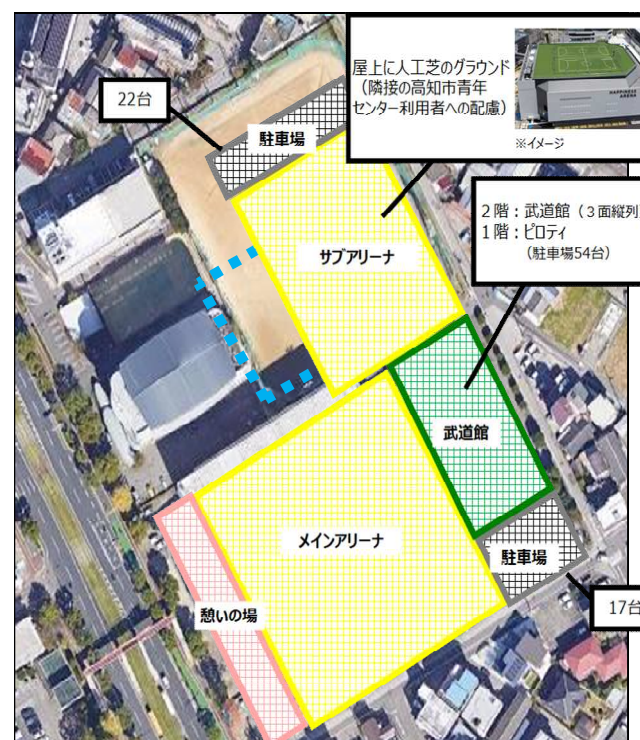 屋上に人工芝のグラウンド
（隣接の高知市青年
センター利用者への配慮）
HAPPINESS
ARENA
※イメージ
22台
駐車場
2階：武道館（3面縦列）
1階：ピロティ
（駐車場54台）
サブアリーナ
武道館
メインアリーナ
駐車場
憩いの場
17台